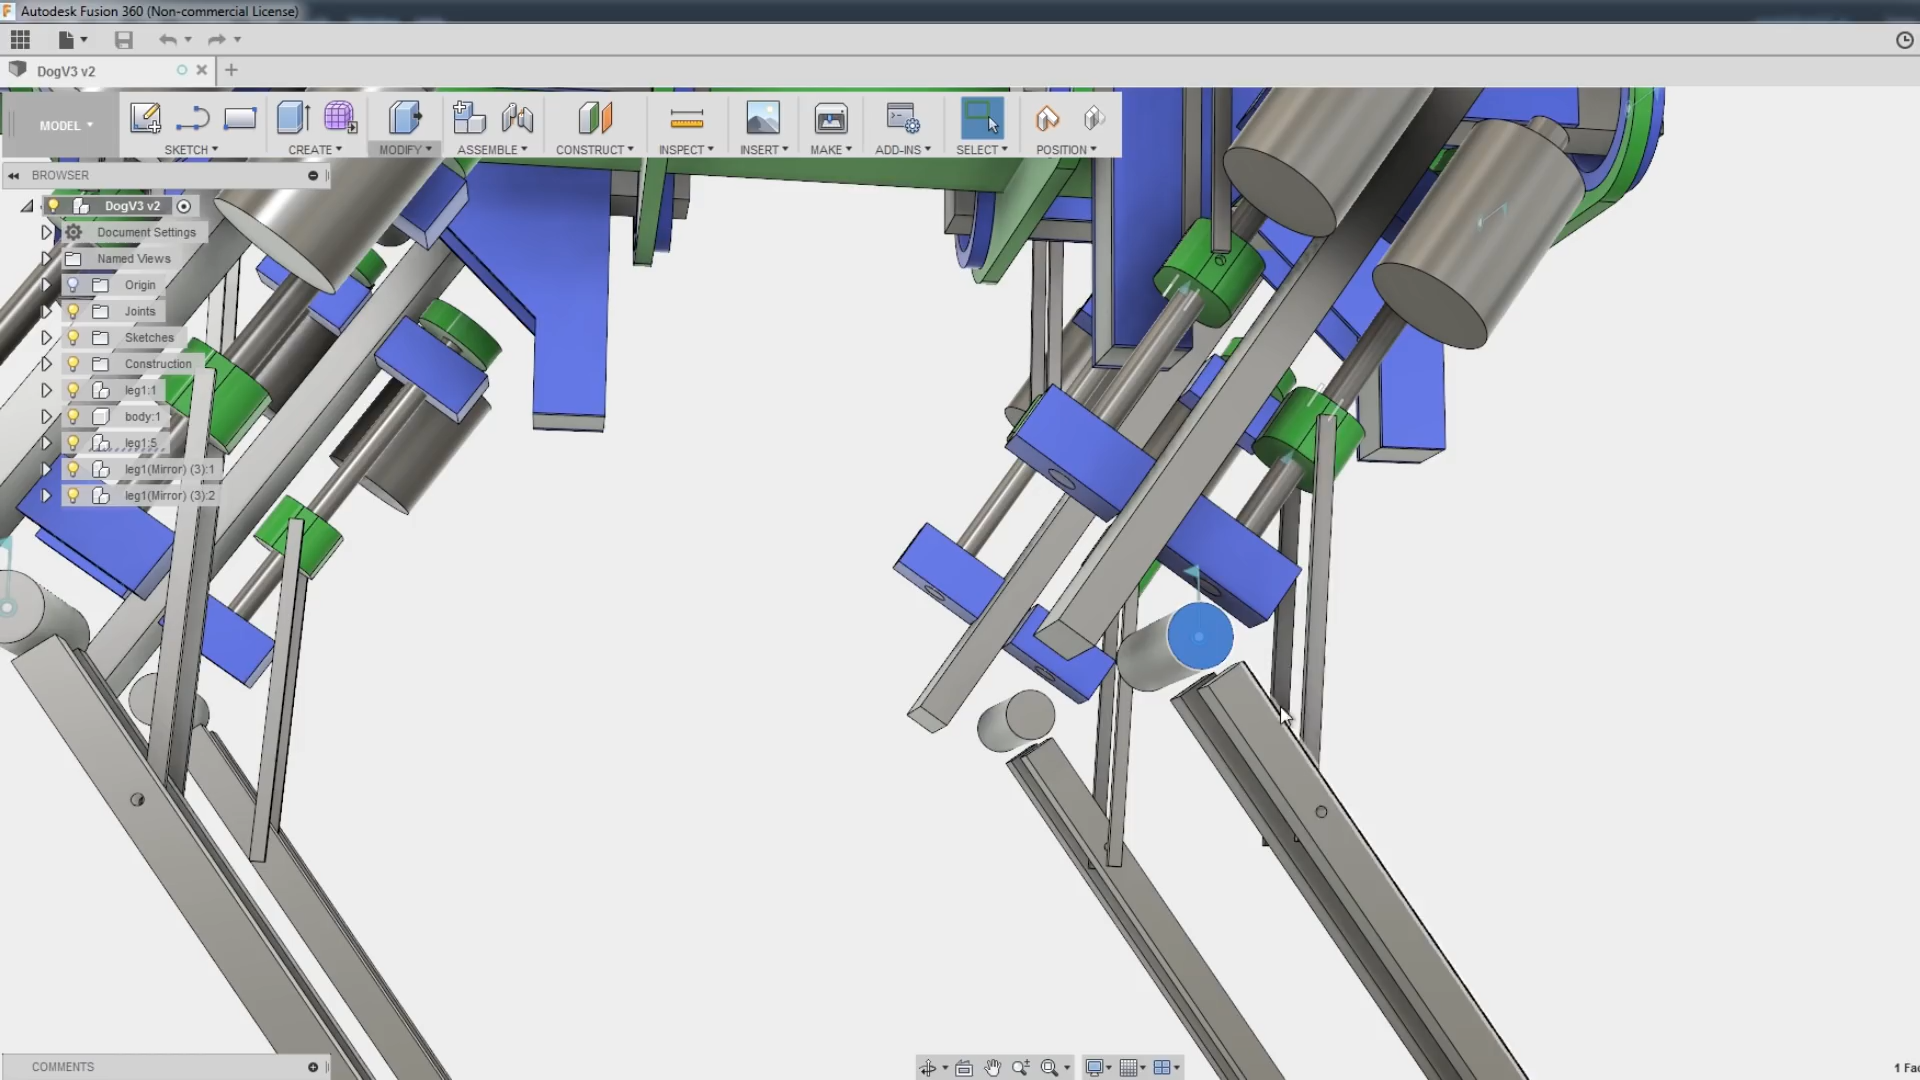 Autodesk Fusion 360 (Non-commercial License)
DogV3 v2
MODEL
SKETCH
CREATE
MODIFY
ASSEMBLE
CONSTRUCT
INSPECT
INSERT
MAKE
ADD-INS
SELECT
POSITION
BROWSER
DogV3 v2
Document Settings
Named Views
Origin
Joints
Sketches
Construction
leg1:1
body:1
leg1:5
leg1(Mirror) (3):1
leg1(Mirror) (3):2
COMMENTS
1 Fac